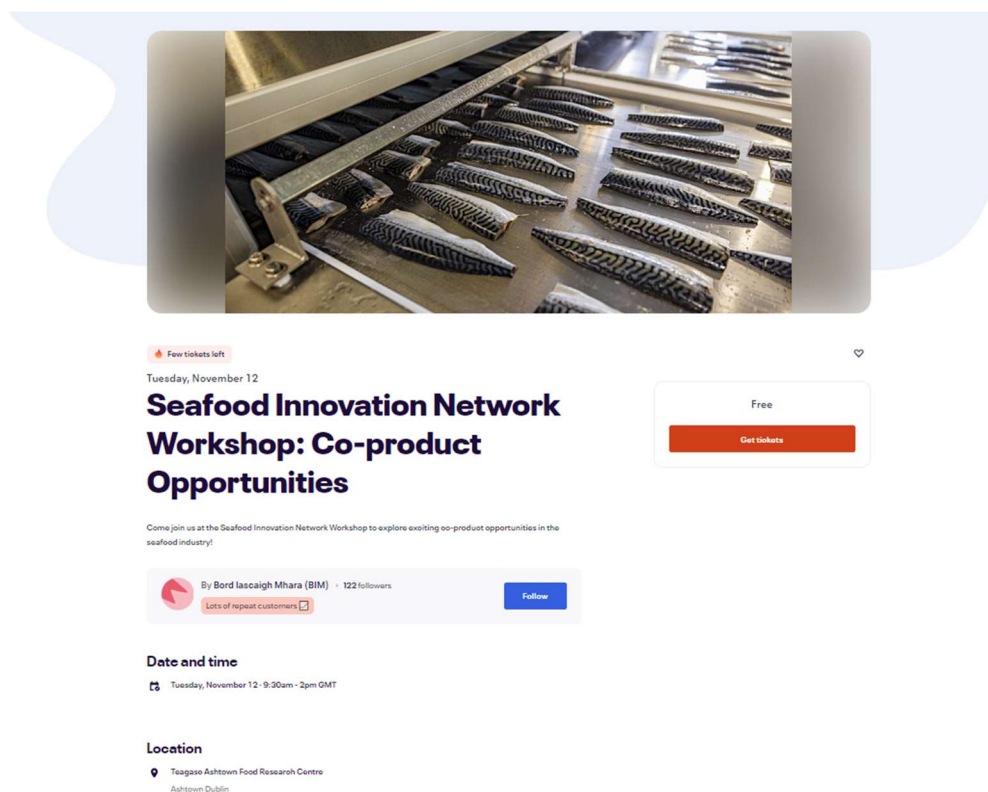 Few tickets left
Tuesday, November 12
Seafood Innovation Network
Workshop: Co-product
Opportunities
Free
Get tickets
Come join us at the Seafood Innovation Network Workshop to explore exciting co-product opportunities in the
seafood industry!
By Bord Iascaigh Mhara (BIM) · 122 followers
Lots of repeat customers
Follow
Date and time
Tuesday, November 12 · 9:30am - 2pm GMT
Location
Teagasc Ashtown Food Research Centre
Ashtown Dublin